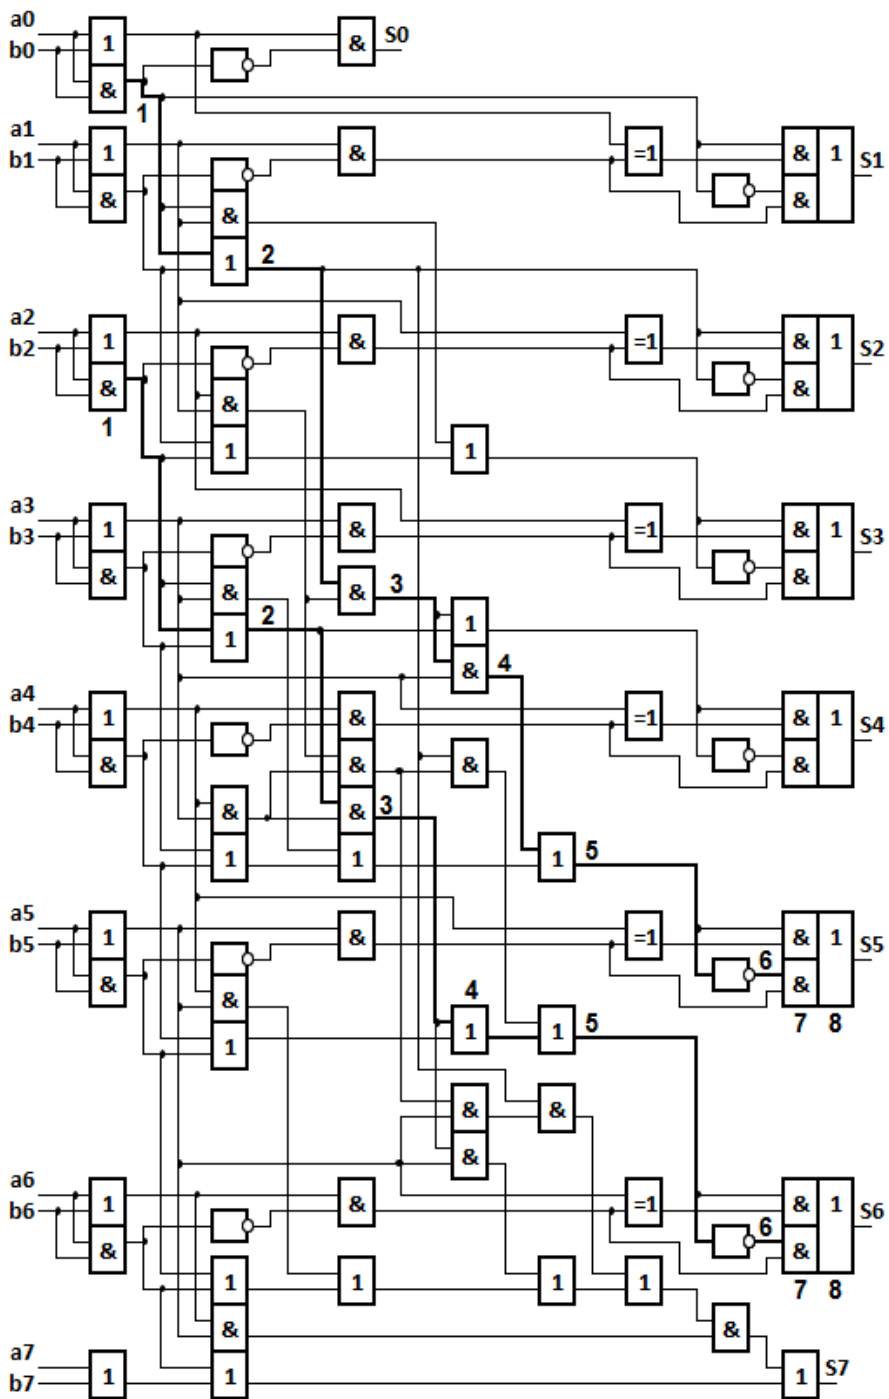 a0 1 & S0
b0
& 1
a1 1 & =1 & 1 S1
b1
& & &
1 2
a2 1 & =1 & 1 S2
b2
& & &
1 1 1
a3 1 & =1 & 1 S3
b3
& & & 3 &
1 2 1
& 4
a4 1 & =1 & 1 S4
b4
& & & &
& & 3
1 1 1 5
a5 1 & =1 & 1 S5
b5
& & 6 &
1 4 1 1 5 7 8
& &
&
a6 1 & =1 & 1 S6
b6
& 6 &
1 1 1 1 7 8
& &
a7 1 1 1 S7
b7